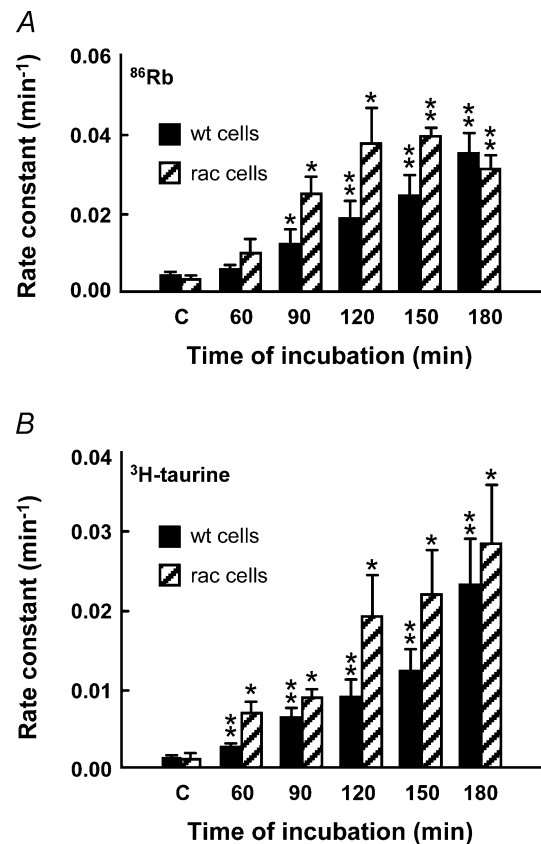 A
0.06
0.04
0.02
0.00
Rate constant (min-1)
86Rb
wt cells
rac cells
* ** * ** ** ** **
* *
C 60 90 120 150 180
Time of incubation (min)
B
0.04
0.03
0.02
0.01
0.00
Rate constant (min-1)
3H-taurine
wt cells
rac cells
** * ** * ** * ** * ** *
C 60 90 120 150 180
Time of incubation (min)